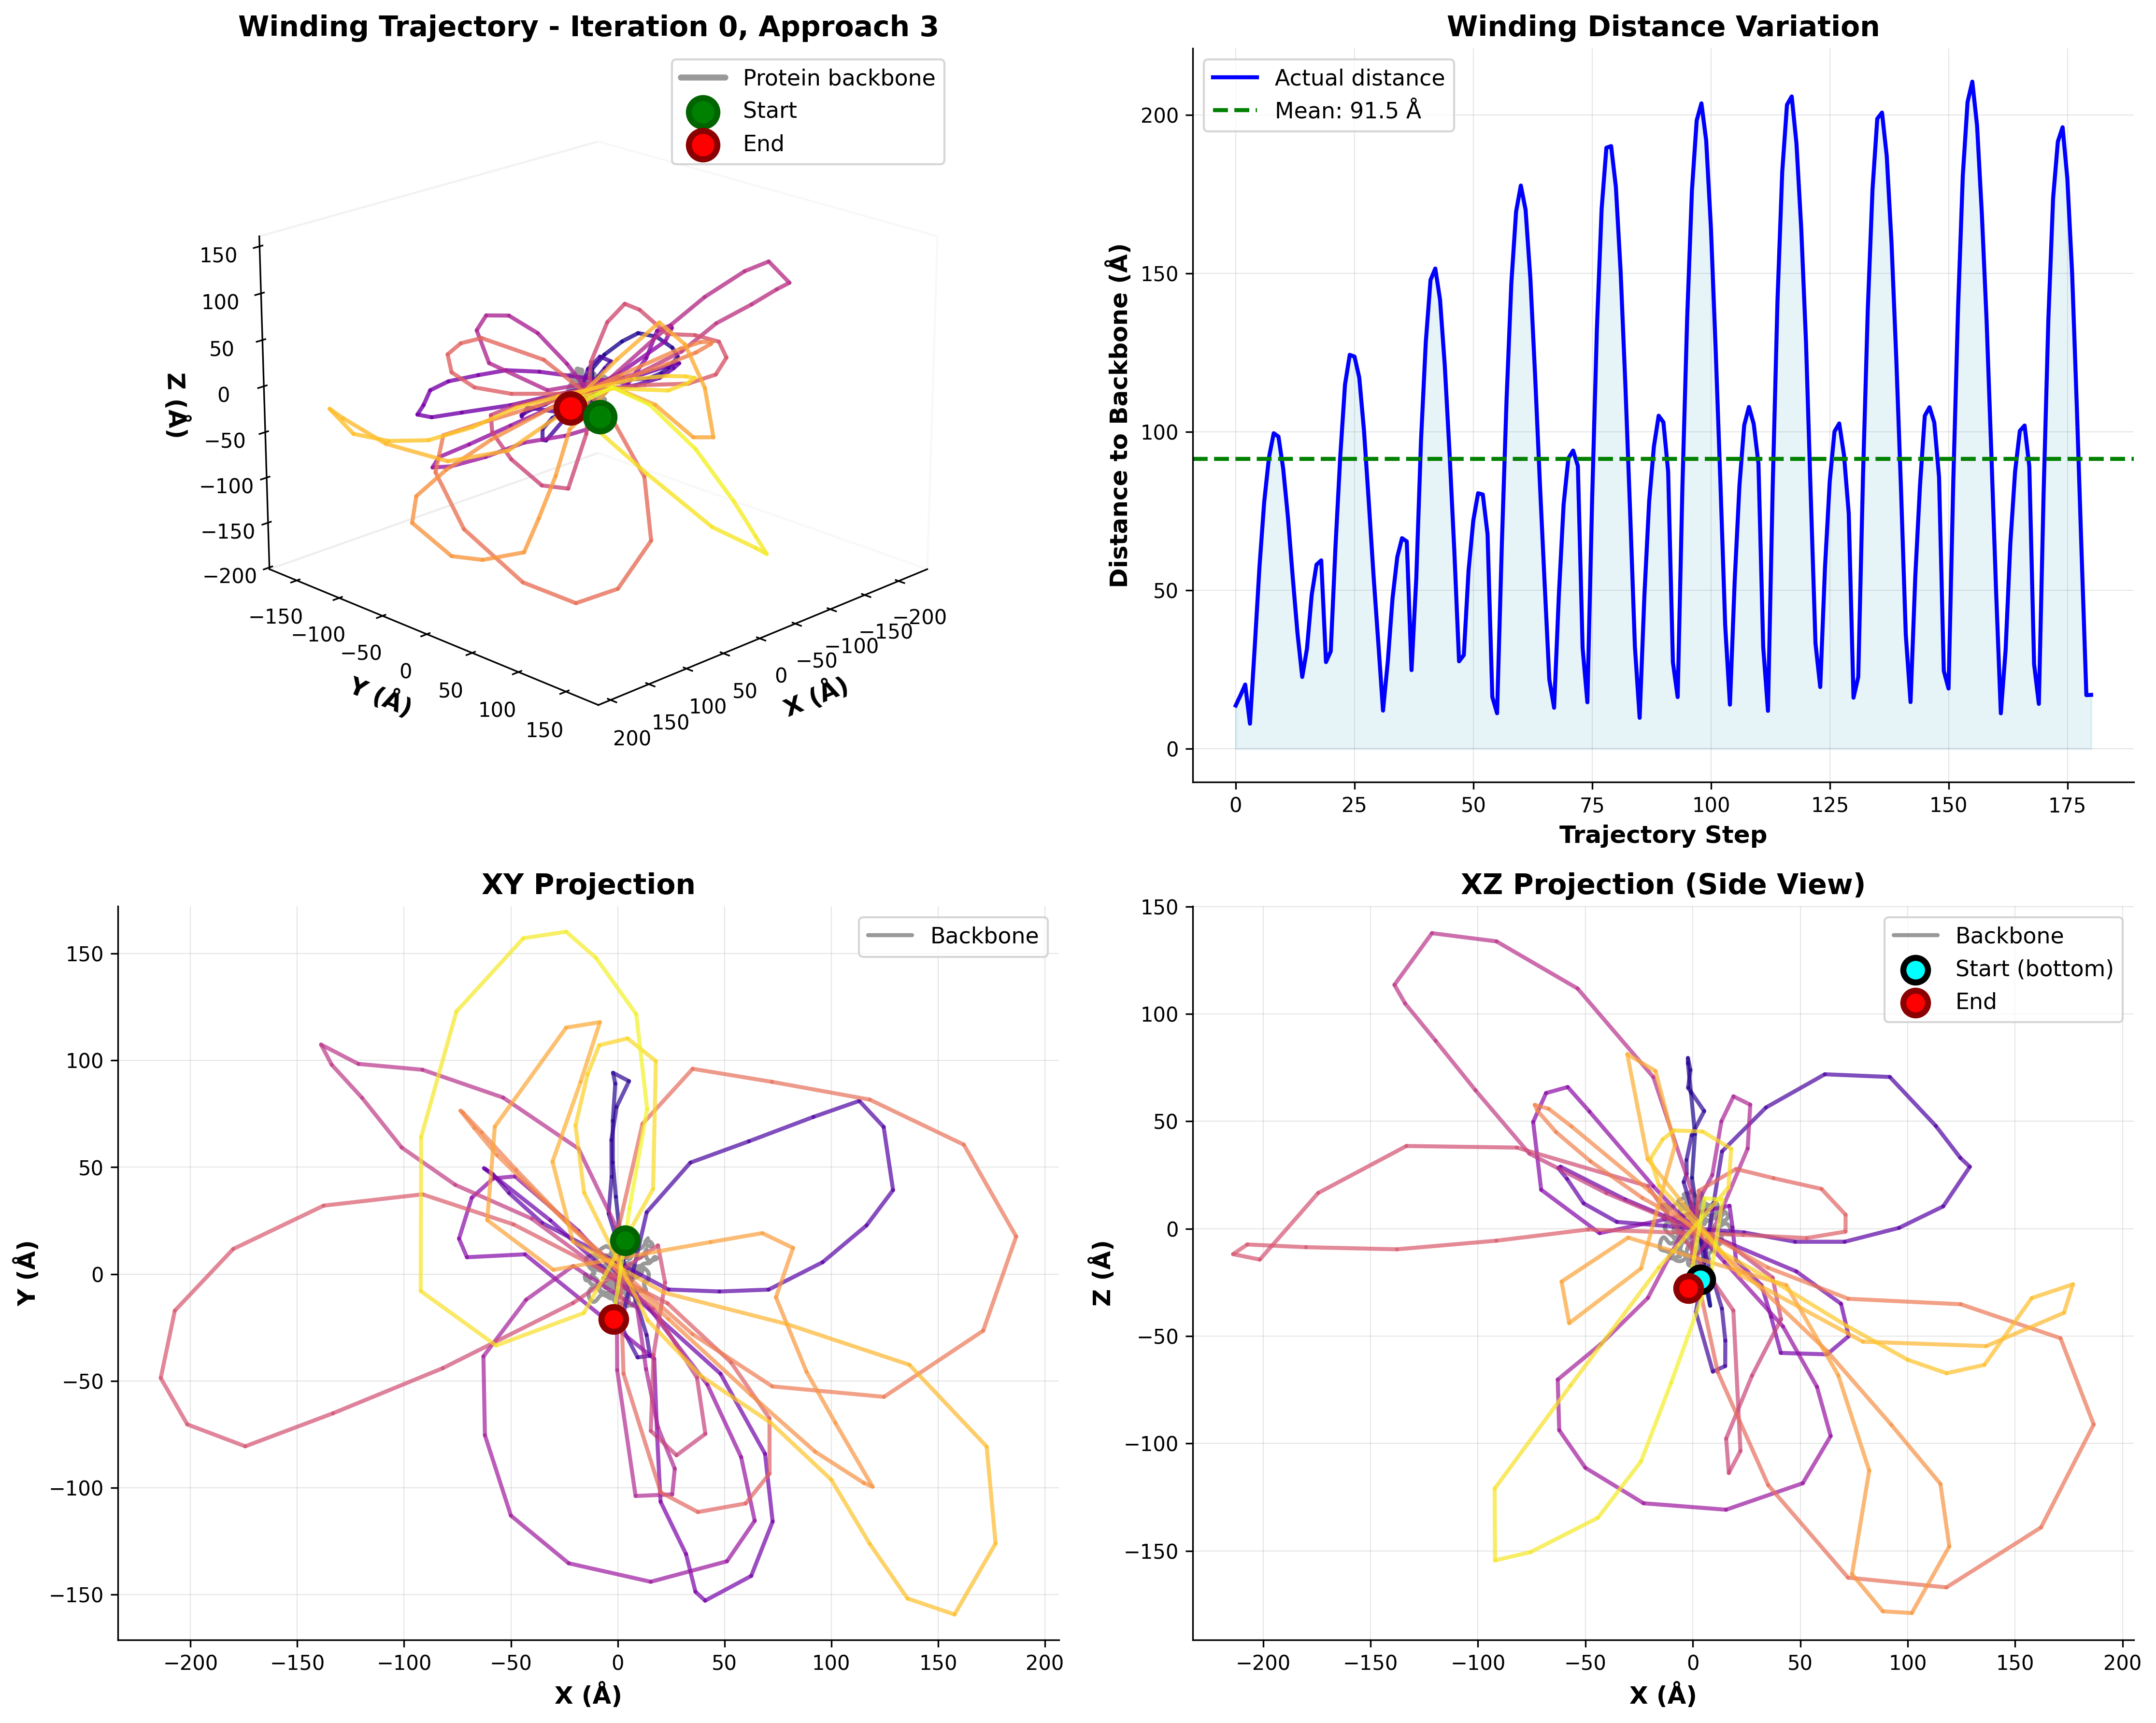 Winding Trajectory - Iteration 0, Approach 3
Protein backbone
Start
End
150
100
50
0
−50
−100
−150
−200
Z (Å)
−150
−100
−50
0
50
100
150
Y (Å)
200
150
100
50
0
−50
−100
−150
−200
X (Å)
Winding Distance Variation
Actual distance
Mean: 91.5 Å
200
150
100
50
0
Distance to Backbone (Å)
0 25 50 75 100 125 150 175
Trajectory Step
XY Projection
Backbone
150
100
50
0
−50
−100
−150
Y (Å)
−200 −150 −100 −50 0 50 100 150 200
X (Å)
XZ Projection (Side View)
Backbone
Start (bottom)
End
150
100
50
0
−50
−100
−150
Z (Å)
−200 −150 −100 −50 0 50 100 150 200
X (Å)